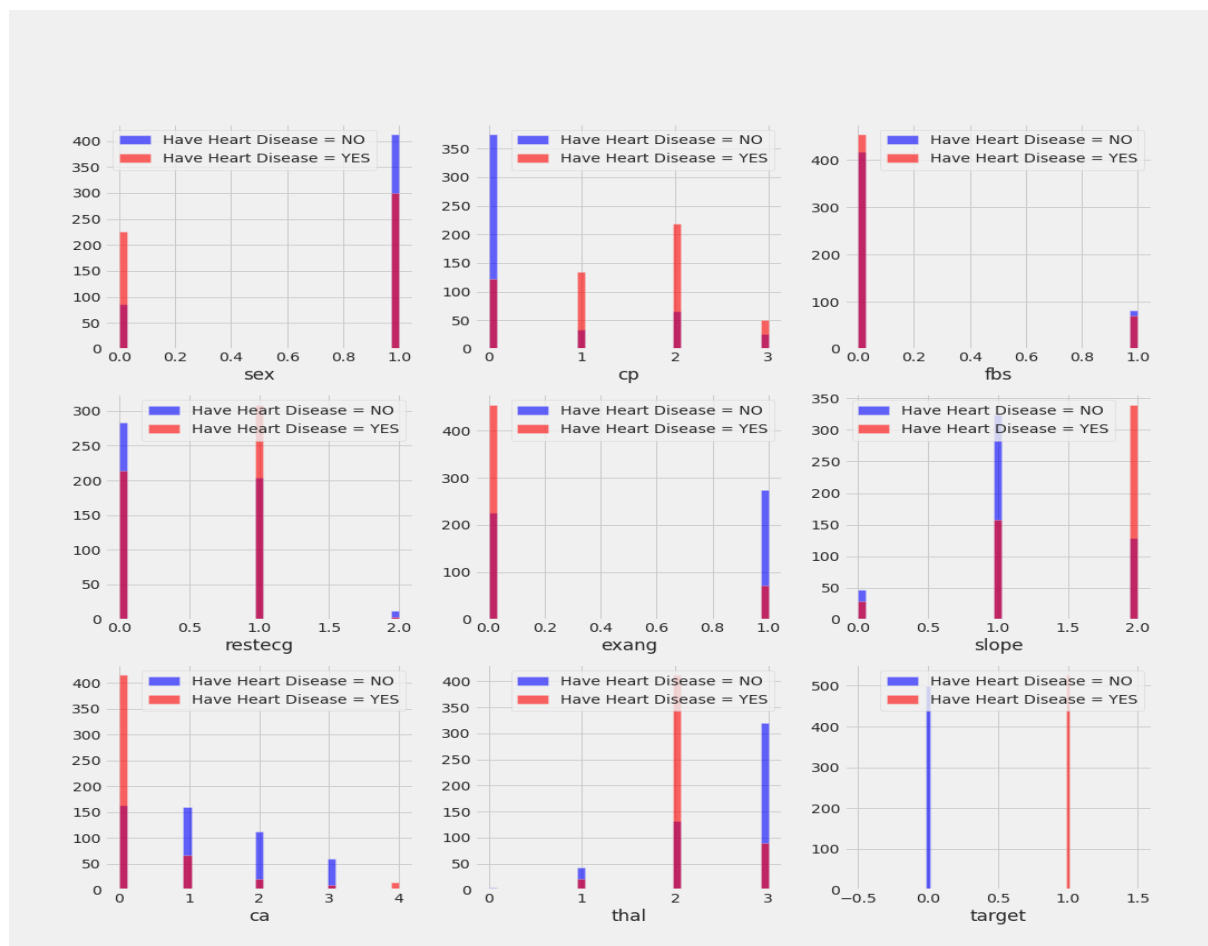 Have Heart Disease = NO
Have Heart Disease = YES
400
350
300
250
200
150
100
50
0
0.0 0.2 0.4 0.6 0.8 1.0
sex
Have Heart Disease = NO
Have Heart Disease = YES
350
300
250
200
150
100
50
0
0 1 2 3
cp
Have Heart Disease = NO
Have Heart Disease = YES
400
300
200
100
0
0.0 0.2 0.4 0.6 0.8 1.0
fbs
Have Heart Disease = NO
Have Heart Disease = YES
300
250
200
150
100
50
0
0.0 0.5 1.0 1.5 2.0
restecg
Have Heart Disease = NO
Have Heart Disease = YES
400
300
200
100
0
0.0 0.2 0.4 0.6 0.8 1.0
exang
Have Heart Disease = NO
Have Heart Disease = YES
350
300
250
200
150
100
50
0
0.0 0.5 1.0 1.5 2.0
slope
Have Heart Disease = NO
Have Heart Disease = YES
400
350
300
250
200
150
100
50
0
0 1 2 3 4
ca
Have Heart Disease = NO
Have Heart Disease = YES
400
300
200
100
0
0 1 2 3
thal
Have Heart Disease = NO
Have Heart Disease = YES
500
400
300
200
100
0
−0.5 0.0 0.5 1.0 1.5
target